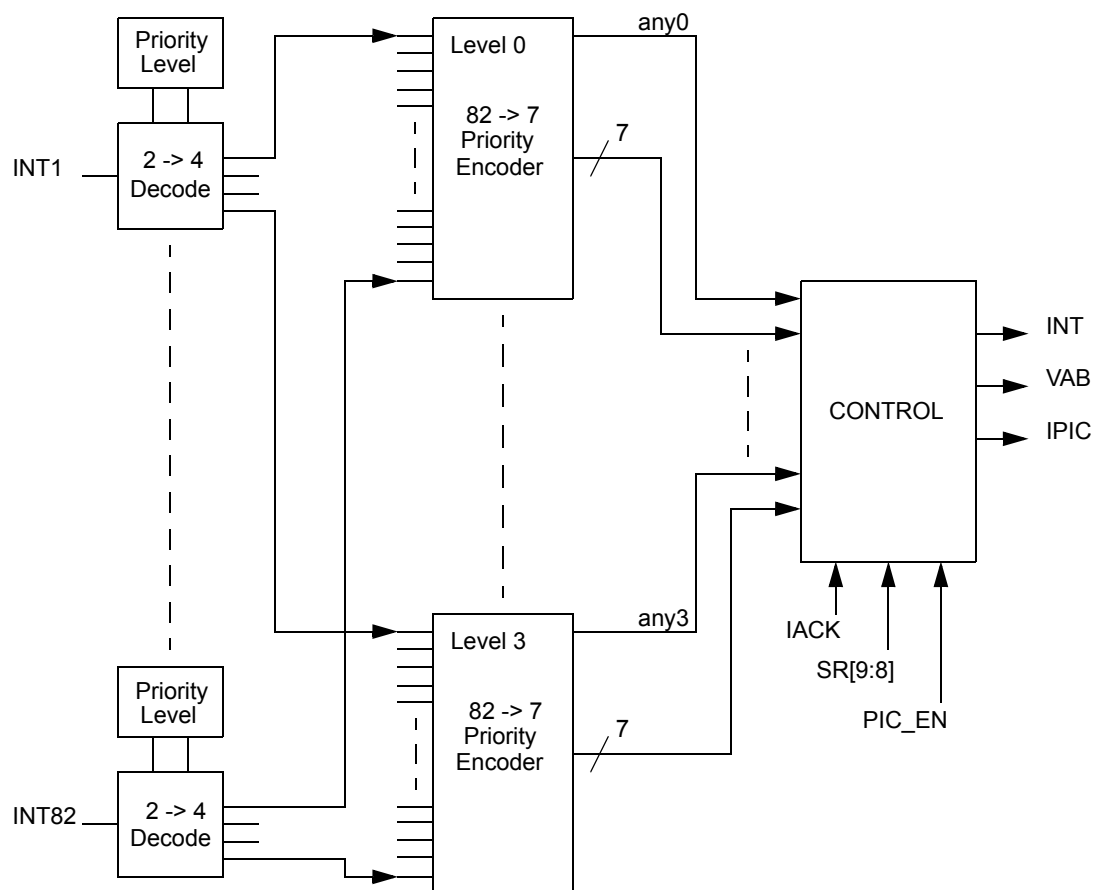 Priority
Level
2 -> 4
Decode
INT1
Level 0
82 -> 7
Priority
Encoder
any0
7
CONTROL
INT
VAB
IPIC
IACK
SR[9:8]
PIC_EN
Priority
Level
2 -> 4
Decode
INT82
Level 3
82 -> 7
Priority
Encoder
any3
7